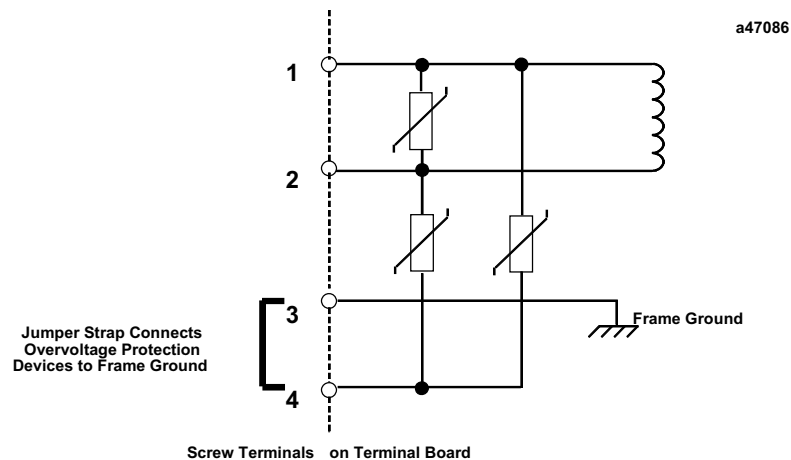 a47086
1
2
3
Frame Ground
Jumper Strap Connects
Overvoltage Protection
Devices to Frame Ground
4
Screw Terminals on Terminal Board